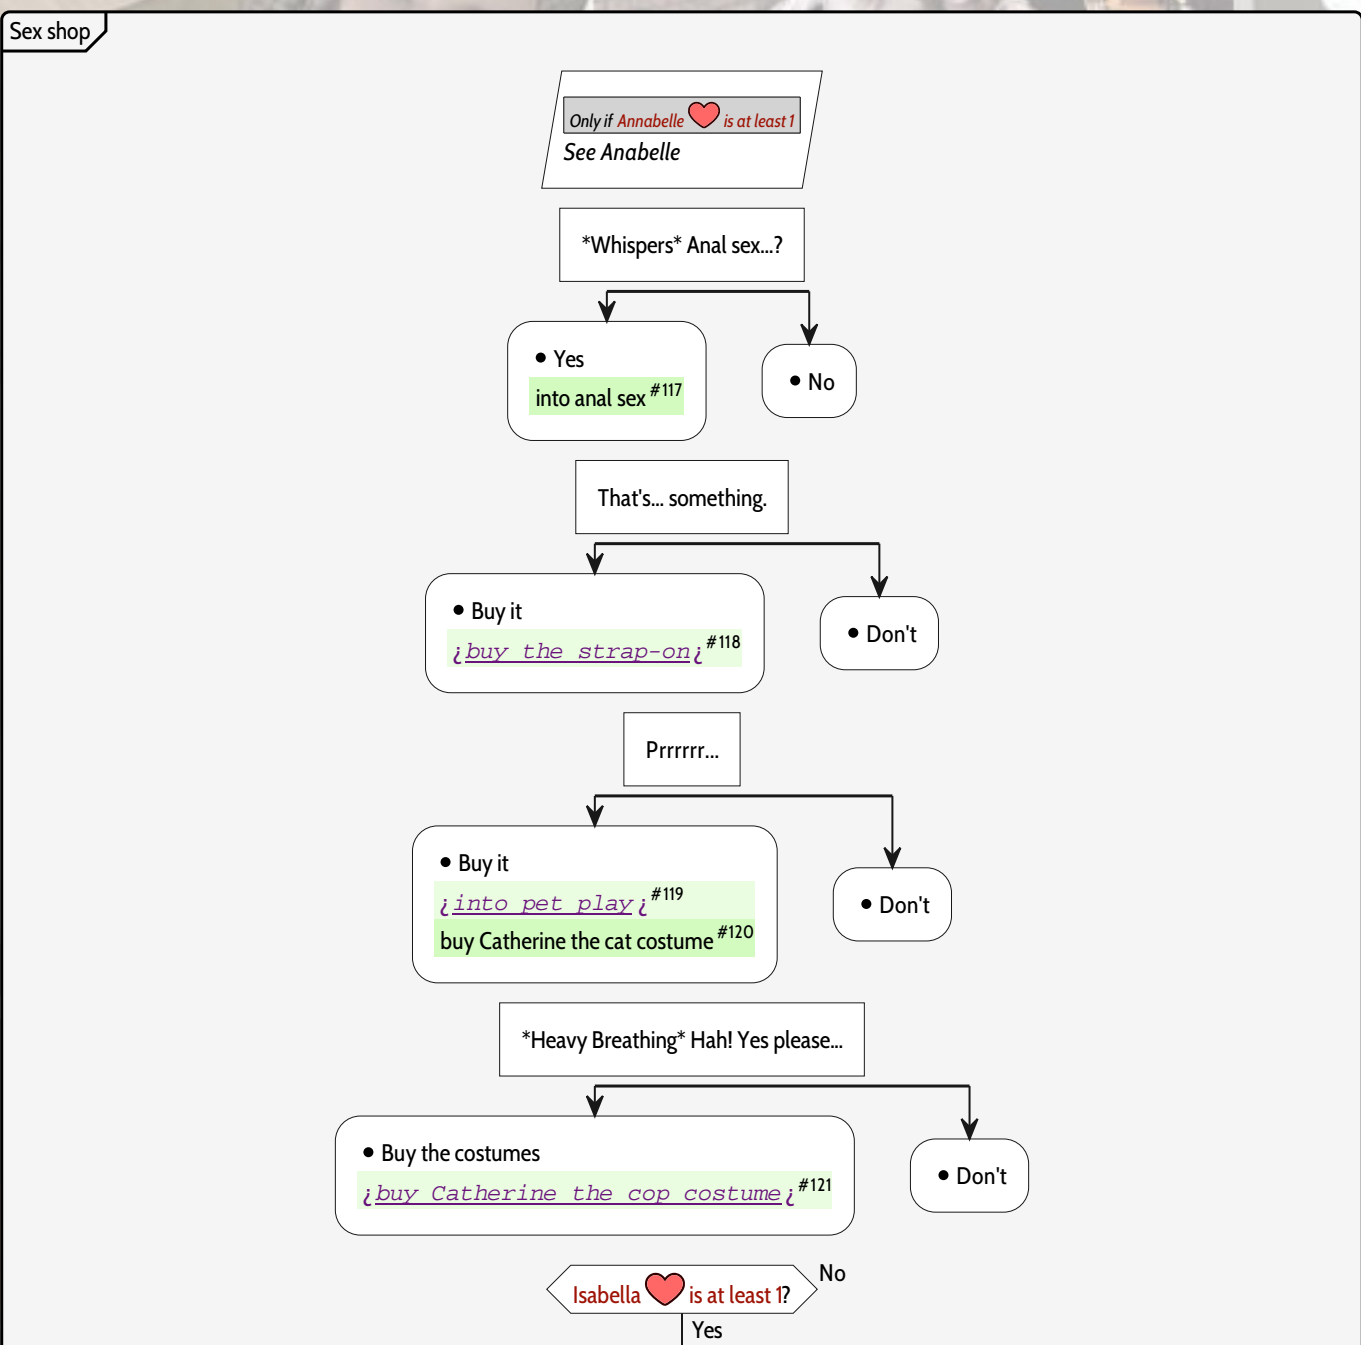 Sex shop
Only if Annabelle is at least 1
See Anabelle
*Whispers* Anal sex...?
• Yes
into anal sex #117
• No
That's... something.
• Buy it
¿buy the strap-on¿ #118
• Don't
Prrrrrr...
• Buy it
¿into pet play¿ #119
buy Catherine the cat costume #120
• Don't
*Heavy Breathing* Hah! Yes please...
• Buy the costumes
¿buy Catherine the cop costume¿ #121
• Don't
Isabella is at least 1?
No
Yes